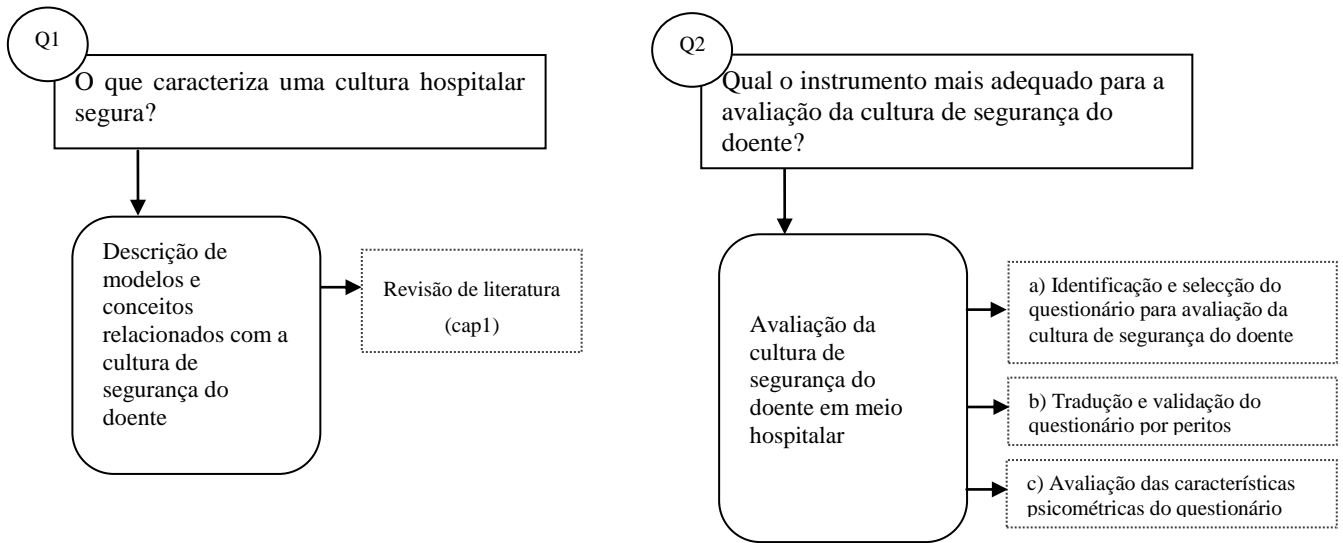 Q1
O que caracteriza uma cultura hospitalar
segura?
Descrição de
modelos e
conceitos
relacionados com a
cultura de
segurança do
doente
Revisão de literatura
(cap1)
Q2
Qual o instrumento mais adequado para a
avaliação da cultura de segurança do
doente?
Avaliação da
cultura de
segurança do
doente em meio
hospitalar
a) Identificação e selecção do
questionário para avaliação da
cultura de segurança do doente
b) Tradução e validação do
questionário por peritos
c) Avaliação das características
psicométricas do questionário